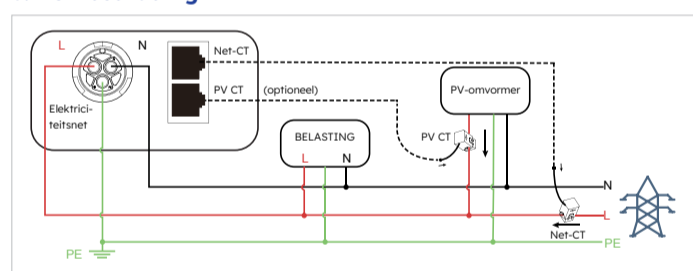 L
N
Net-CT
PV CT (optioneel)
Elektrici-
teitsnet
PV-omvormer
BELASTING
L
N
PV CT
N
L
Net-CT
PE
PE